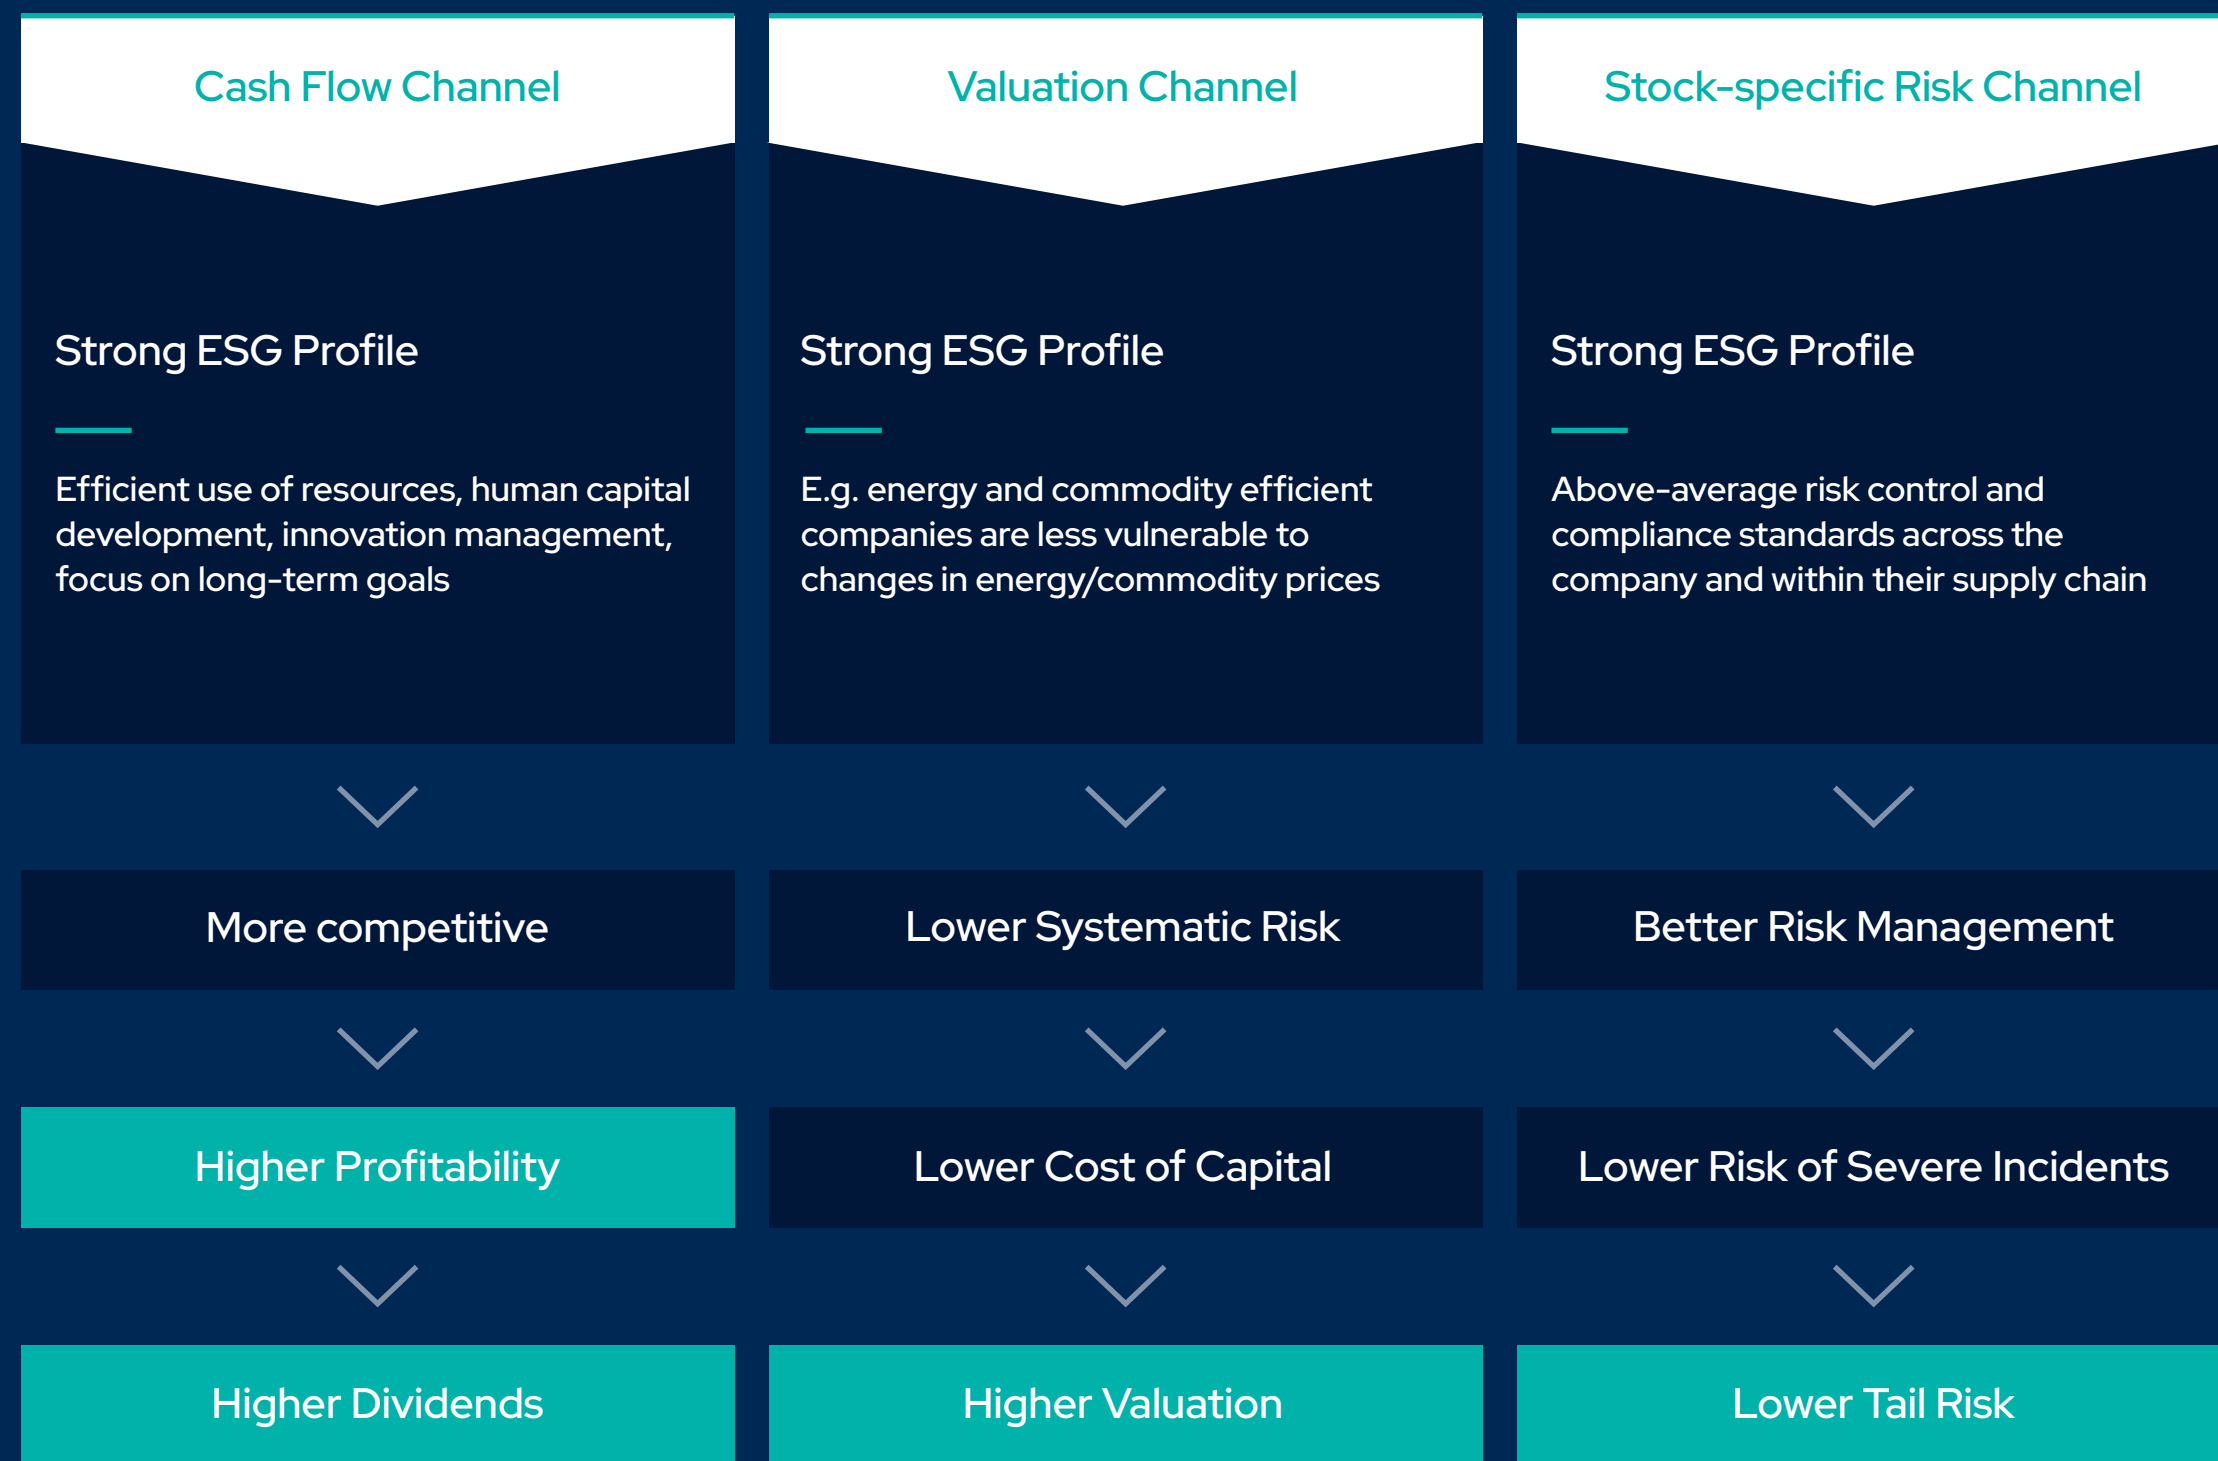 Cash Flow Channel
Strong ESG Profile
Efficient use of resources, human capital
development, innovation management,
focus on long-term goals
More competitive
Higher Profitability
Higher Dividends
Valuation Channel
Strong ESG Profile
E.g. energy and commodity efficient
companies are less vulnerable to
changes in energy/commodity prices
Lower Systematic Risk
Lower Cost of Capital
Higher Valuation
Stock-specific Risk Channel
Strong ESG Profile
Above-average risk control and
compliance standards across the
company and within their supply chain
Better Risk Management
Lower Risk of Severe Incidents
Lower Tail Risk